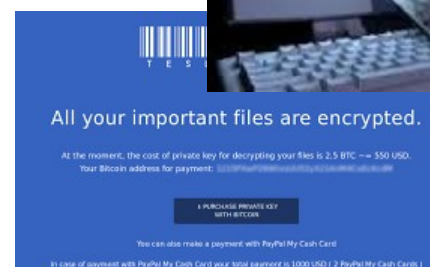 T E S
All your important files are encrypted.
At the moment, the cost of private key for decrypting your files is 2.5 BTC ~= 550 USD.
Your Bitcoin address for payment:
PURCHASE PRIVATE KEY
WITH BITCOIN
You can also make a payment with PayPal My Cash Card
In case of payment with PayPal My Cash Card your total payment is 1000 USD ( 2 PayPal My Cash Cards )